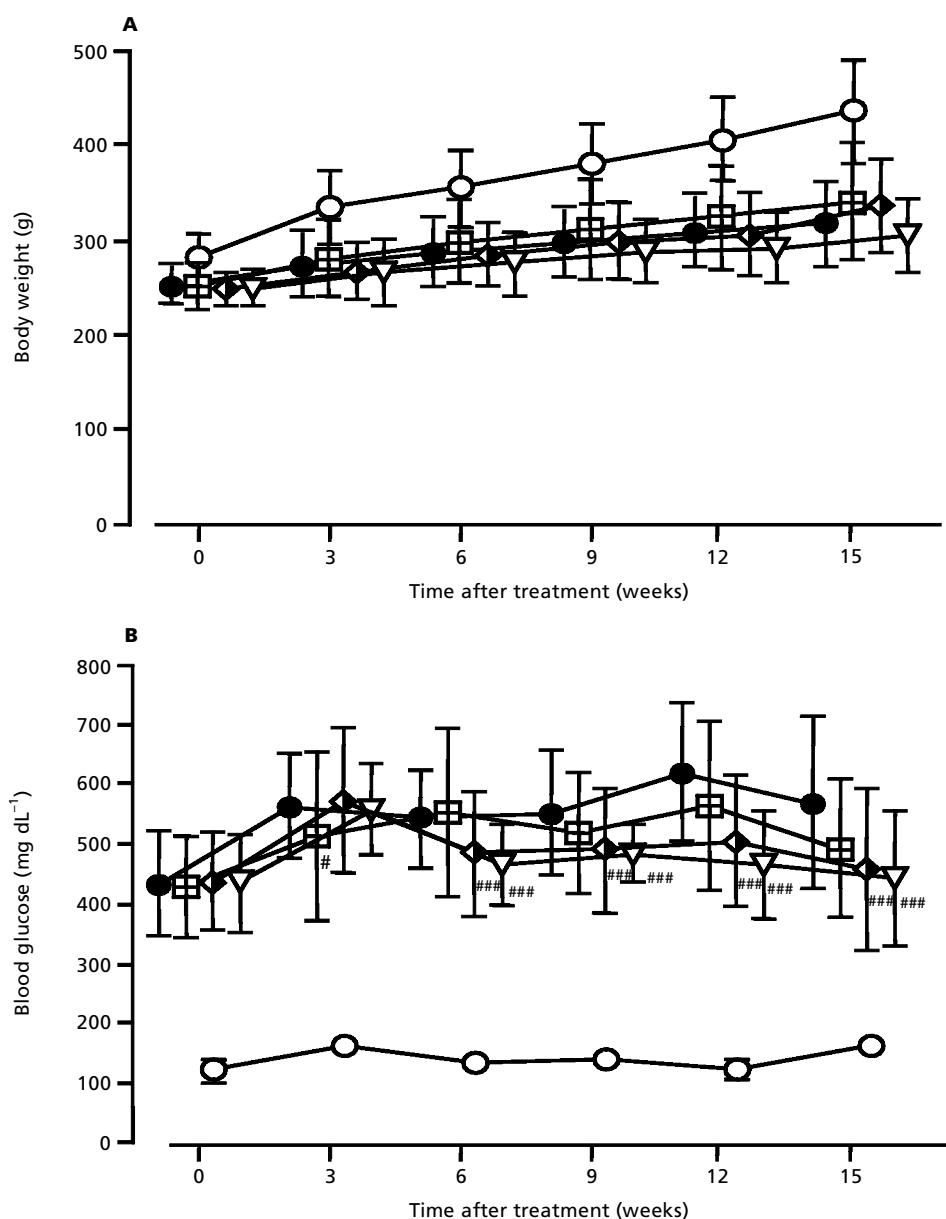 A
500
400
300
200
100
0
Body weight (g)
0 3 6 9 12 15
Time after treatment (weeks)
B
800
700
600
500
400
300
200
100
0
Blood glucose (mg dL⁻¹)
#
### ### ### ### ### ### ### ###
0 3 6 9 12 15
Time after treatment (weeks)